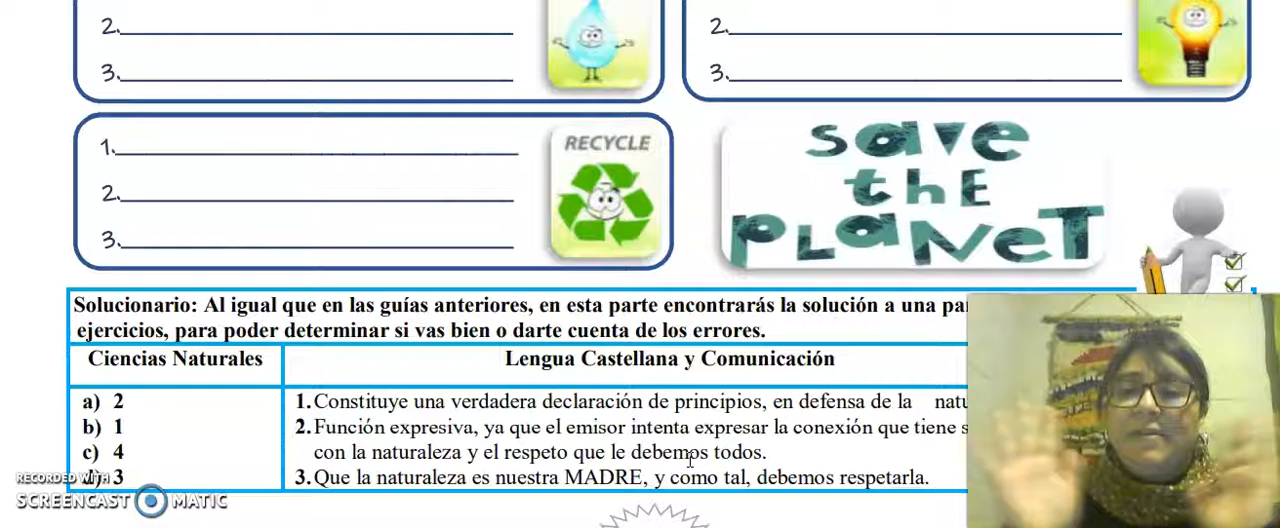 2.
2.
3.
3.
1.
RECYCLE
2.
3.
save
the
PLaNeT
Solucionario: Al igual que en las guías anteriores, en esta parte encontrarás la solución a una
ejercicios, para poder determinar si vas bien o darte cuenta de los errores.
Ciencias Naturales
Lengua Castellana y Comunicación
a) 2
1. Constituye una verdadera declaración de principios, en defensa de la
b) 1
2. Función expresiva, ya que el emisor intenta expresar la conexión que tiene
c) 4
con la naturaleza y el respeto que le debemos todos.
d) 3
3. Que la naturaleza es nuestra MADRE, y como tal, debemos respetarla.
RECORDED WITH
SCREENCAST MATIC